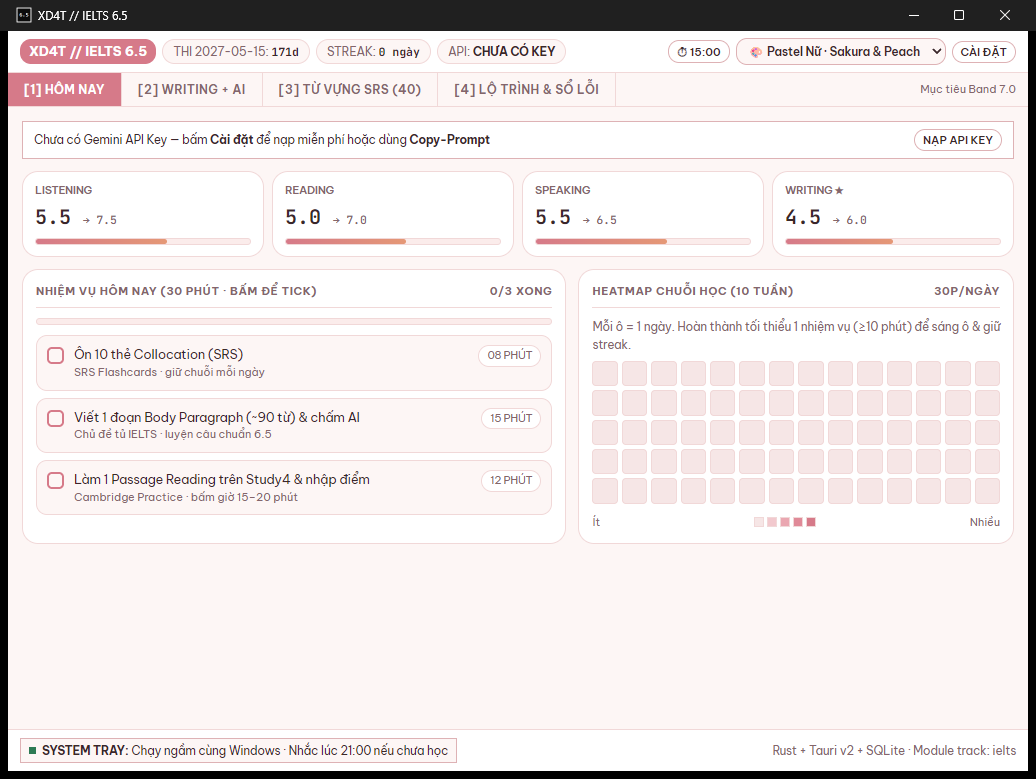 XD4T // IELTS 6.5
XD4T // IELTS 6.5
THI 2027-05-15: 171d
STREAK: 0 ngày
API: CHƯA CÓ KEY
⏱ 15:00
🌸 Pastel Nữ · Sakura & Peach
CÀI ĐẶT
[1] HÔM NAY
[2] WRITING + AI
[3] TỪ VỰNG SRS (40)
[4] LỘ TRÌNH & SỔ LỖI
Mục tiêu Band 7.0
Chưa có Gemini API Key — bấm Cài đặt để nạp miễn phí hoặc dùng Copy-Prompt
NẠP API KEY
LISTENING
5.5 → 7.5
READING
5.0 → 7.0
SPEAKING
5.5 → 6.5
WRITING ★
4.5 → 6.0
NHIỆM VỤ HÔM NAY (30 PHÚT · BẤM ĐỂ TICK)
0/3 XONG
Ôn 10 thẻ Collocation (SRS)
SRS Flashcards · giữ chuỗi mỗi ngày
08 PHÚT
Viết 1 đoạn Body Paragraph (~90 từ) & chấm AI
Chủ đề tủ IELTS · luyện câu chuẩn 6.5
15 PHÚT
Làm 1 Passage Reading trên Study4 & nhập điểm
Cambridge Practice · bấm giờ 15–20 phút
12 PHÚT
HEATMAP CHUỖI HỌC (10 TUẦN)
30P/NGÀY
Mỗi ô = 1 ngày. Hoàn thành tối thiểu 1 nhiệm vụ (≥10 phút) để sáng ô & giữ
streak.
Ít
Nhiều
SYSTEM TRAY: Chạy ngầm cùng Windows · Nhắc lúc 21:00 nếu chưa học
Rust + Tauri v2 + SQLite · Module track: ielts